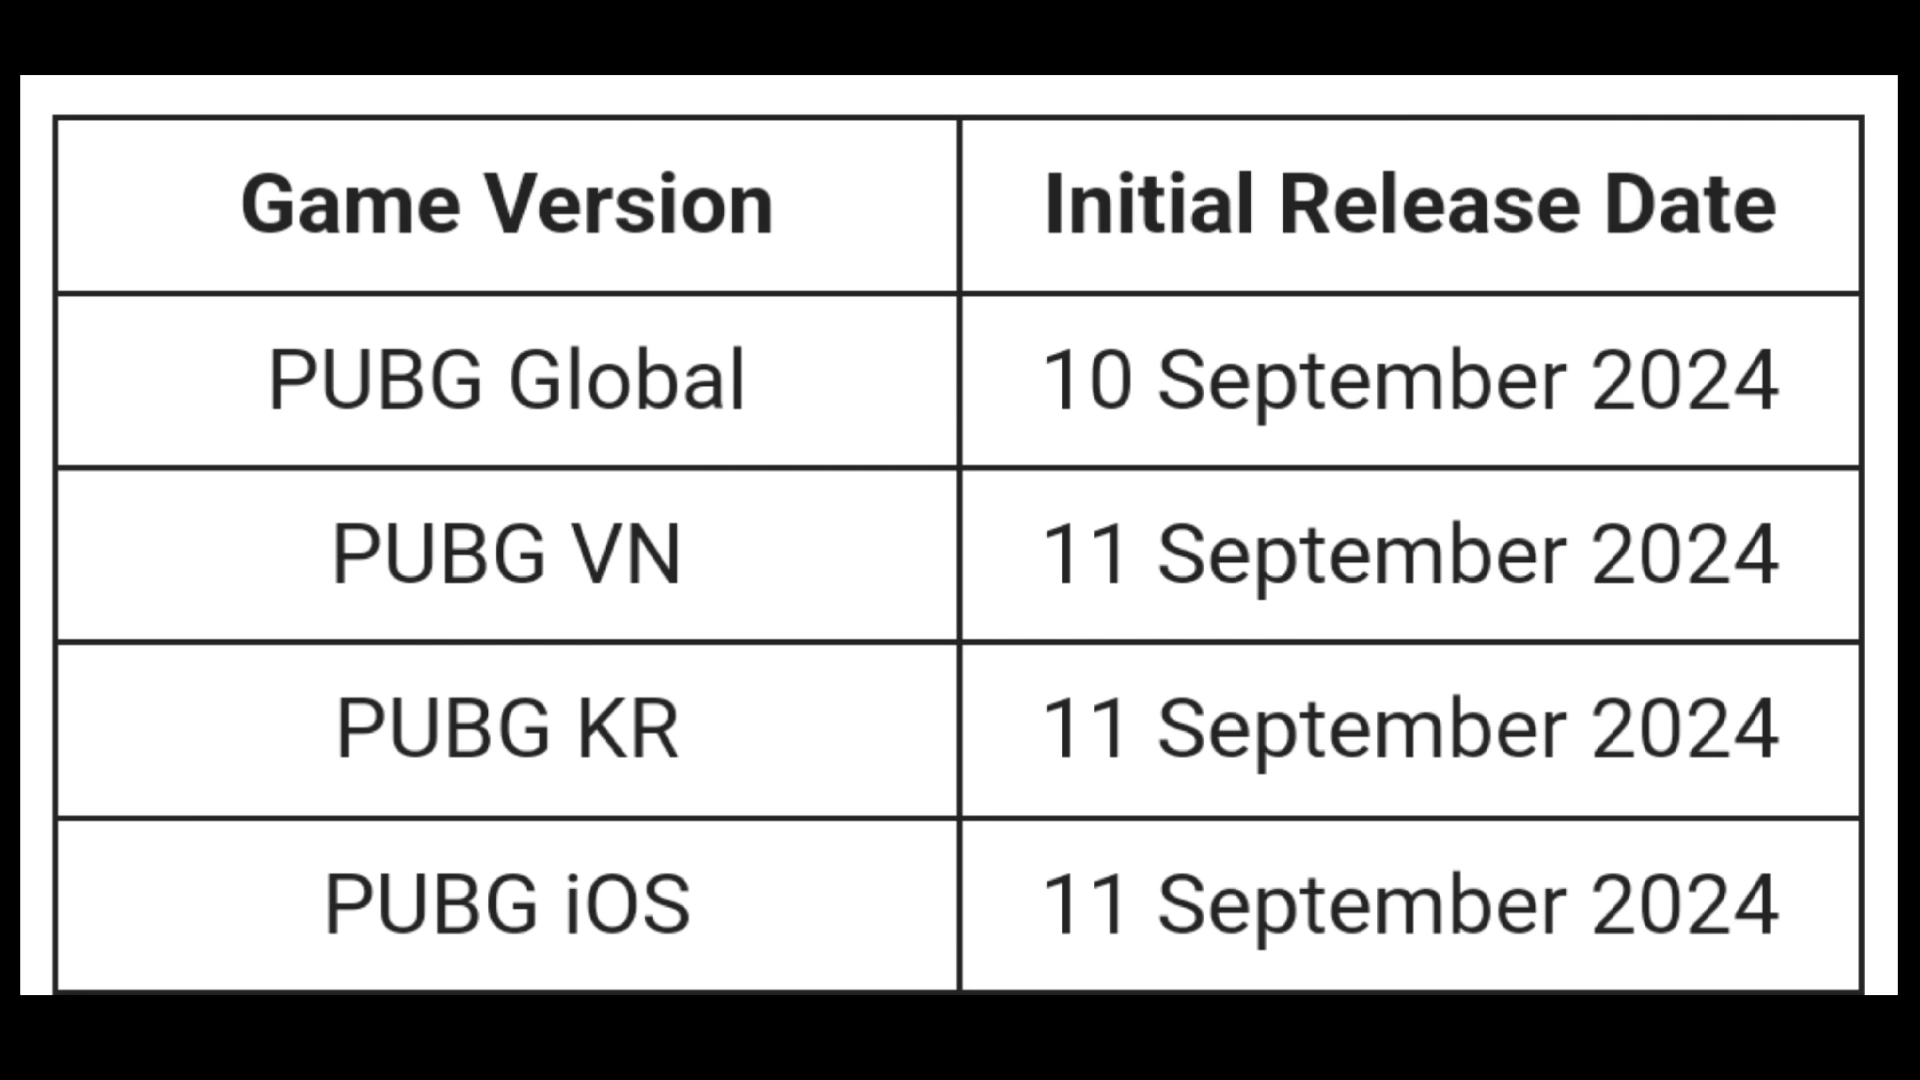 Game Version Initial Release Date
PUBG Global 10 September 2024
PUBG VN 11 September 2024
PUBG KR 11 September 2024
PUBG iOS 11 September 2024